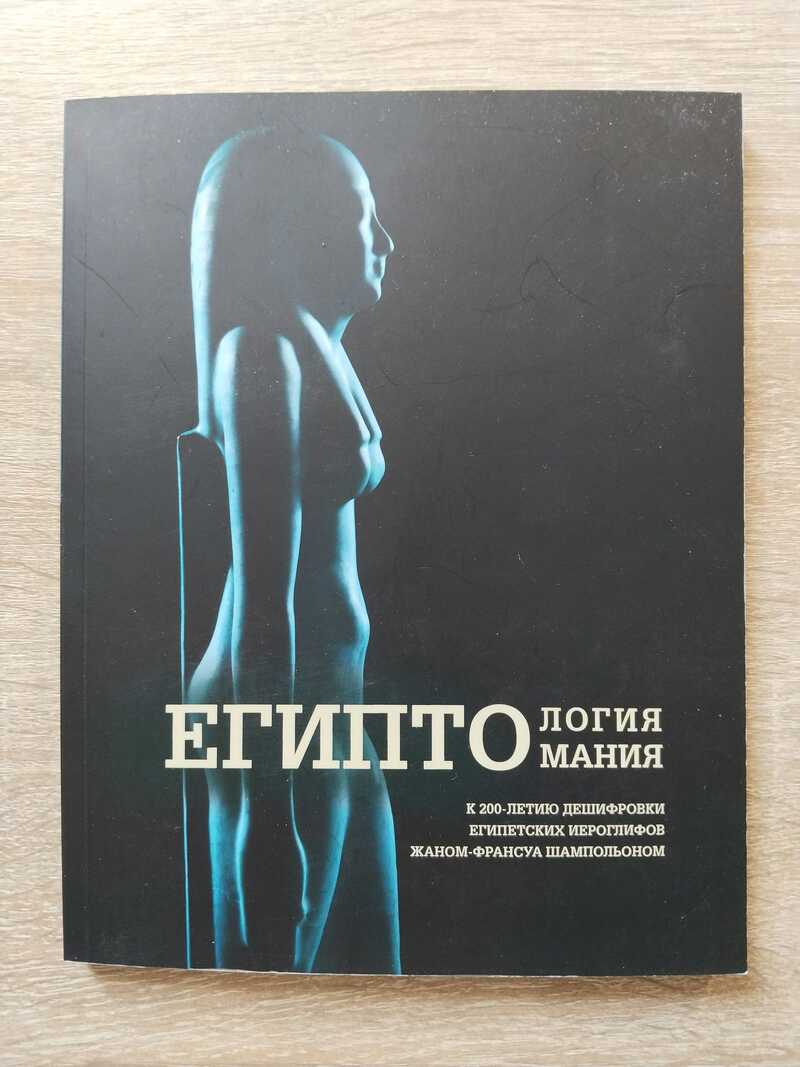 ЕГИПТО
ЛОГИЯ
МАНИЯ
К 200-ЛЕТИЮ ДЕШИФРОВКИ
ЕГИПЕТСКИХ ИЕРОГЛИФОВ
ЖАНОМ-ФРАНСУА ШАМПОЛЬОНОМ